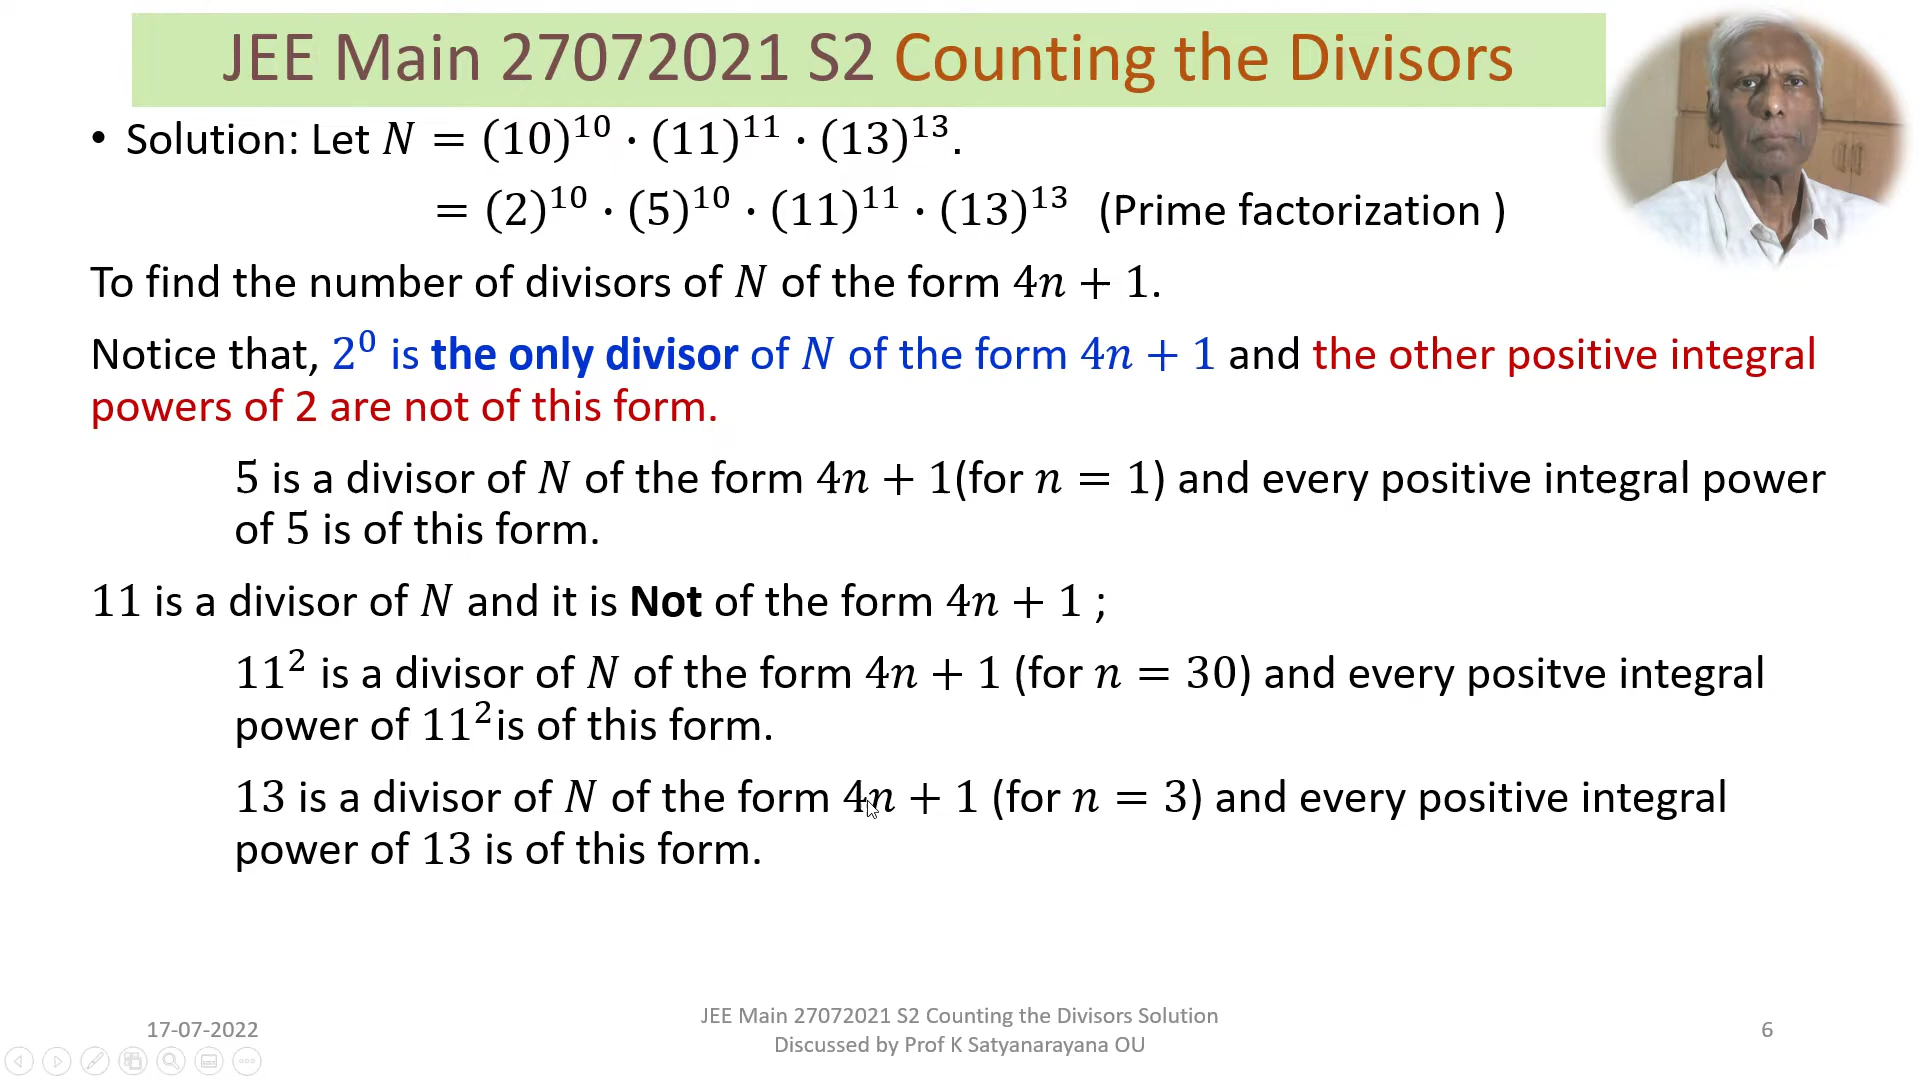 JEE Main 27072021 S2 Counting the Divisors
• Solution: Let N = (10)^10 · (11)^11 · (13)^13.
= (2)^10 · (5)^10 · (11)^11 · (13)^13 (Prime factorization )
To find the number of divisors of N of the form 4n + 1.
Notice that, 2^0 is the only divisor of N of the form 4n + 1 and the other positive integral
powers of 2 are not of this form.
5 is a divisor of N of the form 4n + 1(for n = 1) and every positive integral power
of 5 is of this form.
11 is a divisor of N and it is Not of the form 4n + 1 ;
11^2 is a divisor of N of the form 4n + 1 (for n = 30) and every positve integral
power of 11^2is of this form.
13 is a divisor of N of the form 4n + 1 (for n = 3) and every positive integral
power of 13 is of this form.
17-07-2022
JEE Main 27072021 S2 Counting the Divisors Solution
Discussed by Prof K Satyanarayana OU
6